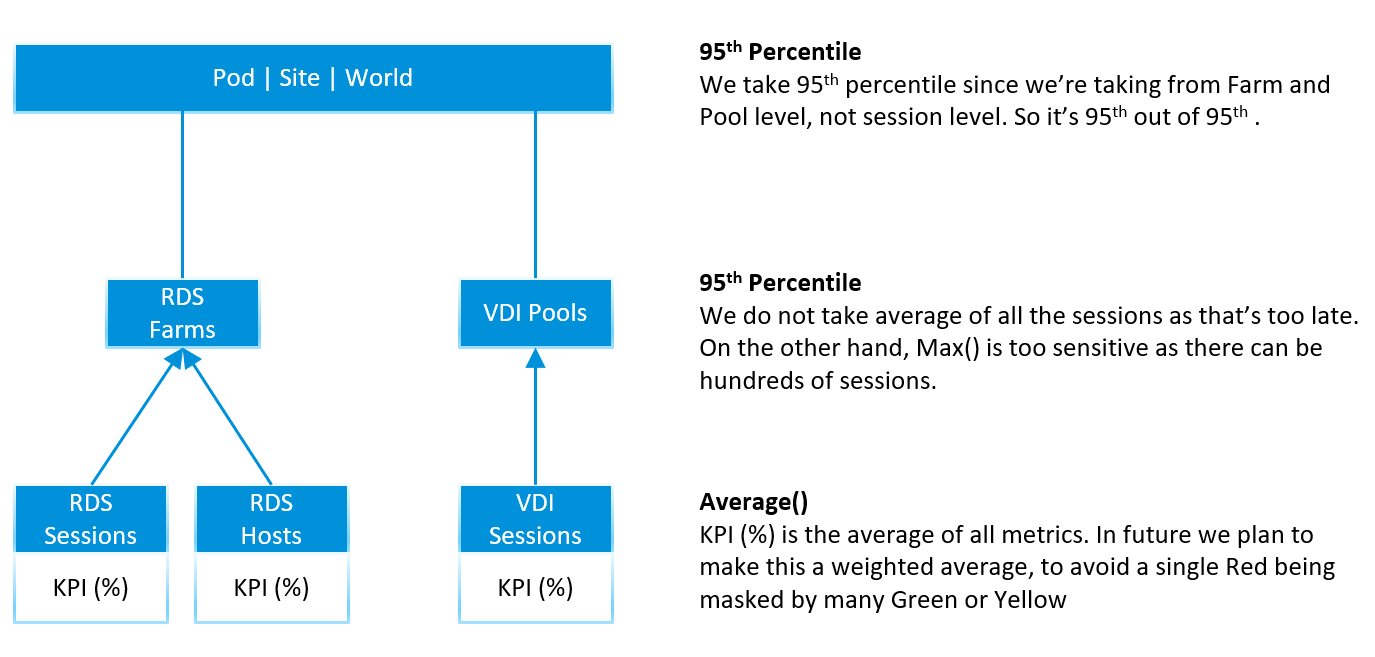 Pod | Site | World
95th Percentile
We take 95th percentile since we’re taking from Farm and
Pool level, not session level. So it’s 95th out of 95th .
RDS
Farms
VDI Pools
95th Percentile
We do not take average of all the sessions as that’s too late.
On the other hand, Max() is too sensitive as there can be
hundreds of sessions.
RDS
Sessions
KPI (%)
RDS
Hosts
KPI (%)
VDI
Sessions
KPI (%)
Average()
KPI (%) is the average of all metrics. In future we plan to
make this a weighted average, to avoid a single Red being
masked by many Green or Yellow